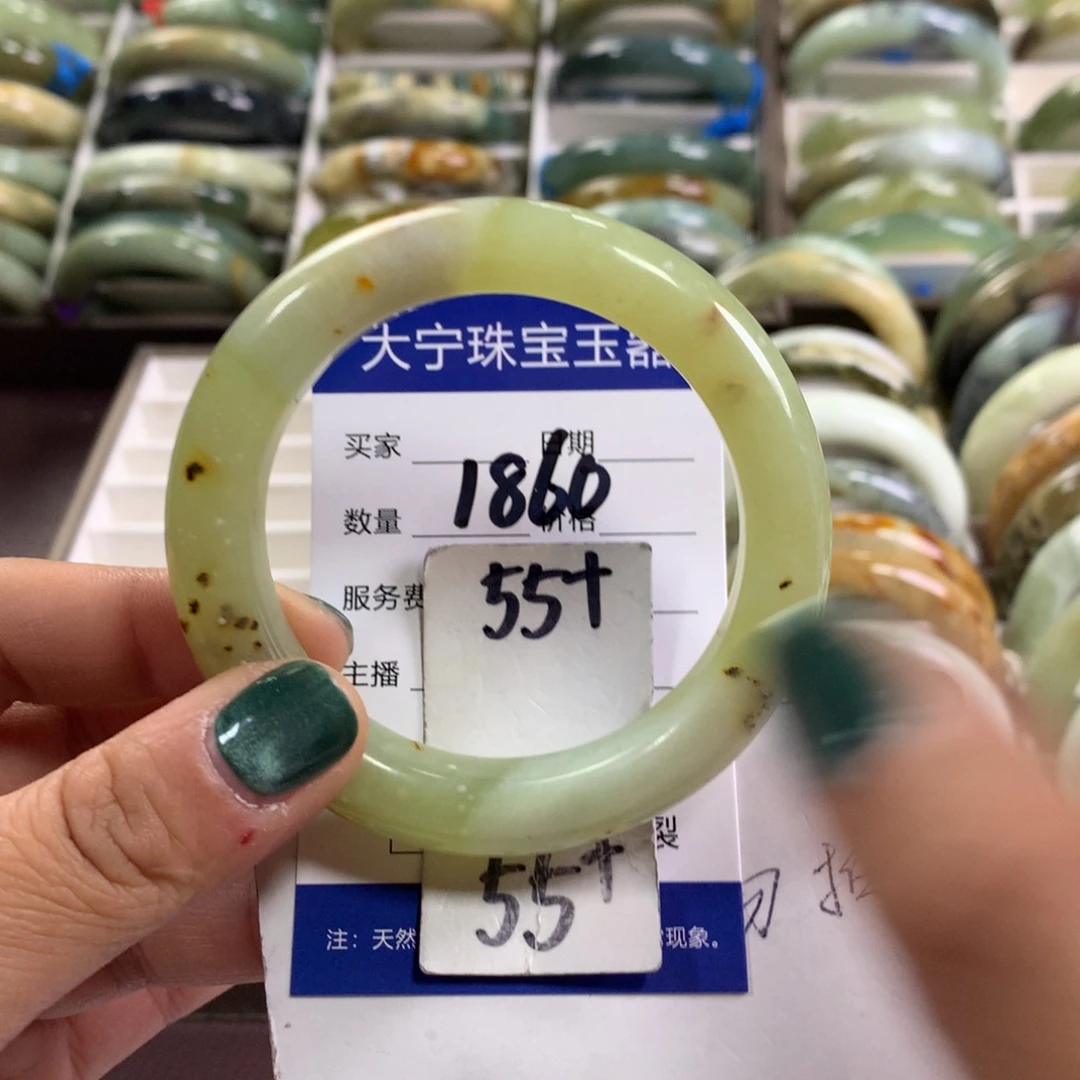 大宁珠宝玉器
买家 日期
1860
数量 价格
55+
服务费
主播
裂
55+
注：天然 现象。
勿